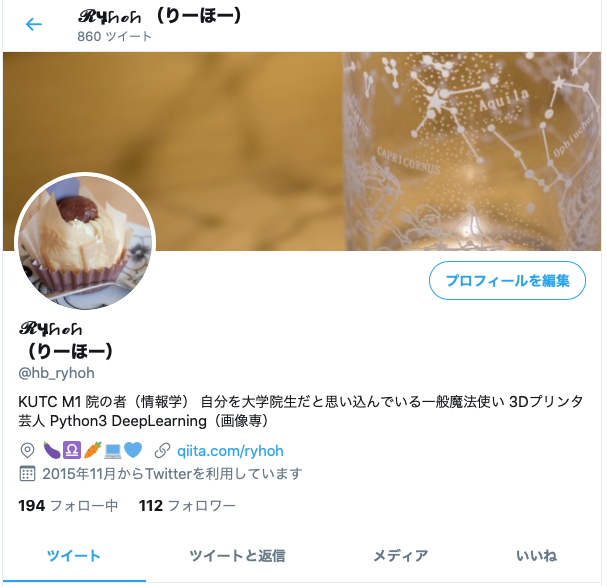 𝓡𝔂𝓱𝓸𝓱 （りーほー）
860 ツイート
Aquila
CAPRICORNUS
Ophiuchus
プロフィールを編集
𝓡𝔂𝓱𝓸𝓱
（りーほー）
@hb_ryhoh
KUTC M1 院の者（情報学） 自分を大学院生だと思い込んでいる一般魔法使い 3Dプリンタ
芸人 Python3 DeepLearning（画像専）
🍆♎🥕💻💙 qiita.com/ryhoh
2015年11月からTwitterを利用しています
194 フォロー中 112 フォロワー
ツイート ツイートと返信 メディア いいね